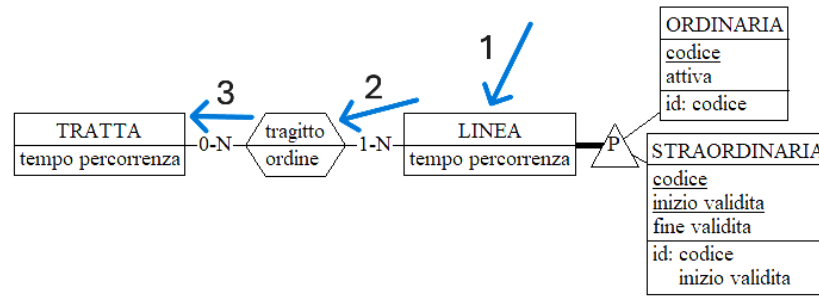 1
2
3
ORDINARIA
codice
attiva
id: codice
TRATTA
tempo percorrenza
0-N
tragitto
ordine
1-N
LINEA
tempo percorrenza
P
STRAORDINARIA
codice
inizio validita
fine validita
id: codice
inizio validita